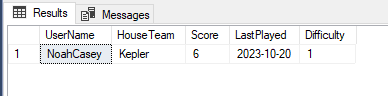 Results Messages
UserName HouseTeam Score LastPlayed Difficulty
1 NoahCasey Kepler 6 2023-10-20 1